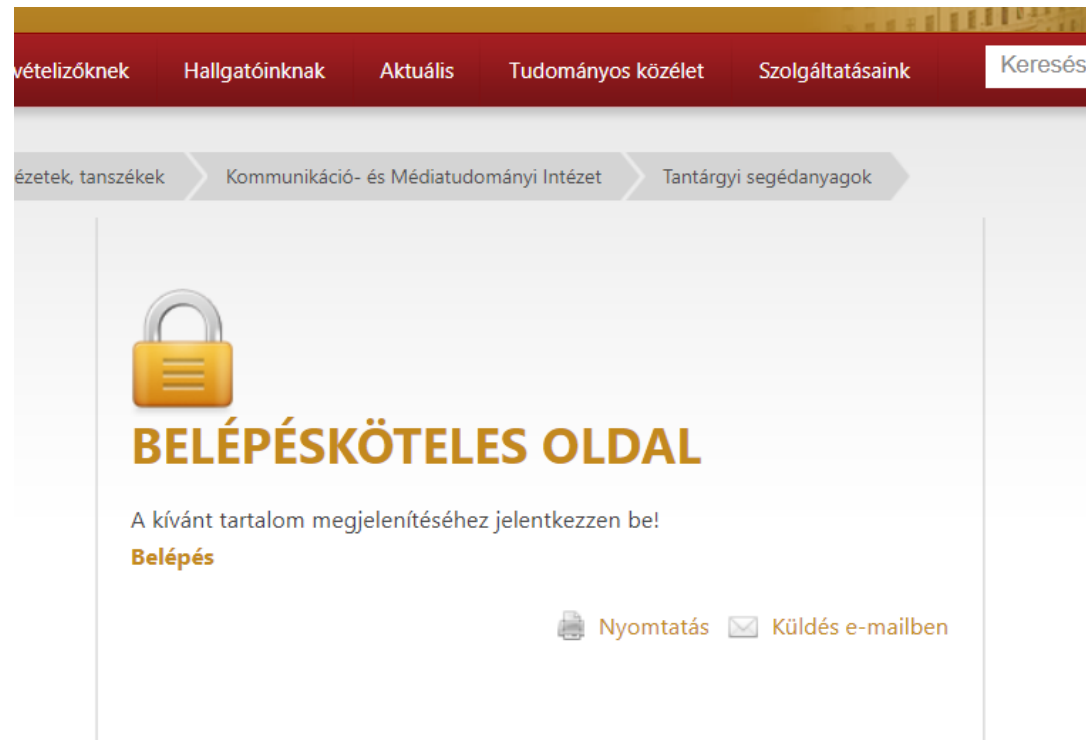 vételizőknek Hallgatóinknak Aktuális Tudományos közélet Szolgáltatásaink Keresés
ézetek, tanszékek Kommunikáció- és Médiatudományi Intézet Tantárgyi segédanyagok
BELÉPÉSKÖTELES OLDAL
A kívánt tartalom megjelenítéséhez jelentkezzen be!
Belépés
Nyomtatás Küldés e-mailben